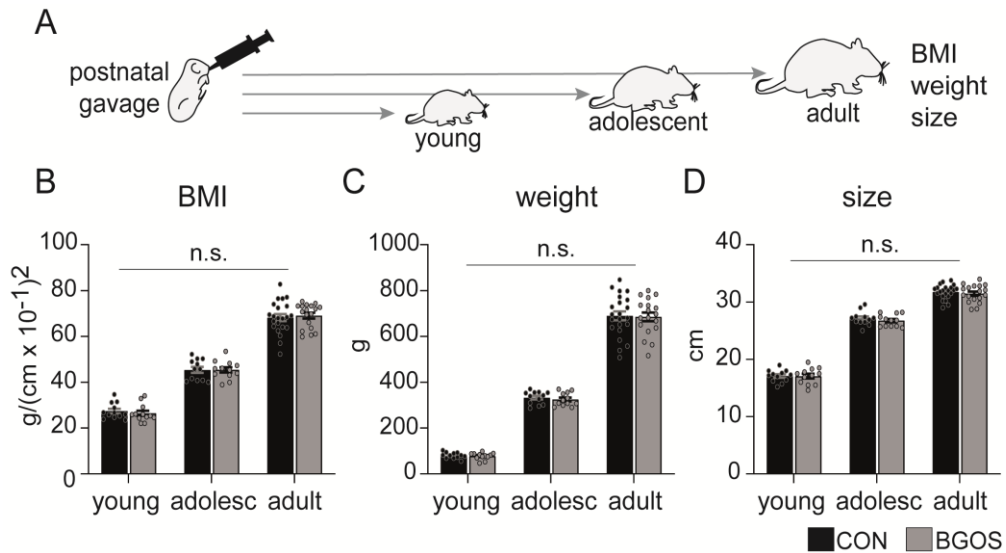 A
postnatal
gavage
young
adolescent
adult
BMI
weight
size
B
BMI
g/(cm x 10⁻¹)2
100
80
60
40
20
0
n.s.
young
adolesc
adult
C
weight
g
1000
800
600
400
200
0
n.s.
young
adolesc
adult
D
size
cm
40
30
20
10
0
n.s.
young
adolesc
adult
CON
BGOS